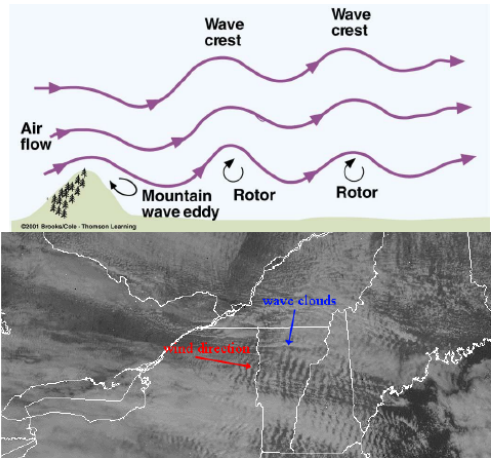 Wave
crest
Wave
crest
Air
flow
Mountain
wave eddy
Rotor
Rotor
©2001 Brooks/Cole - Thomson Learning
wave clouds
wind direction